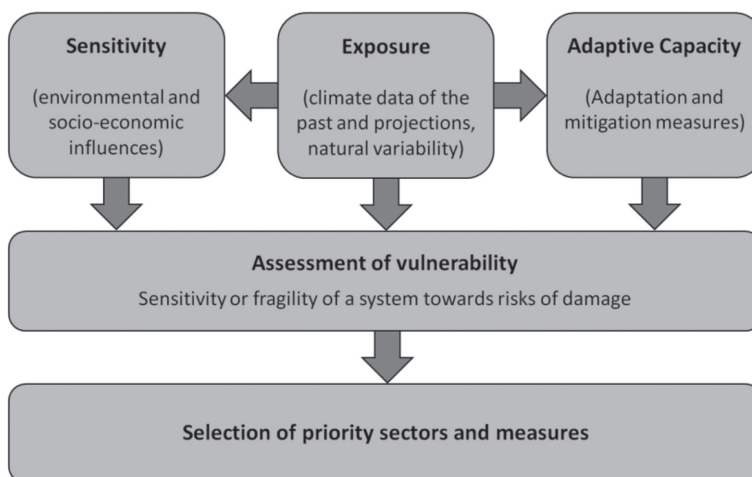 Sensitivity
(environmental and
socio-economic
influences)
Exposure
(climate data of the
past and projections,
natural variability)
Adaptive Capacity
(Adaptation and
mitigation measures)
Assessment of vulnerability
Sensitivity or fragility of a system towards risks of damage
Selection of priority sectors and measures